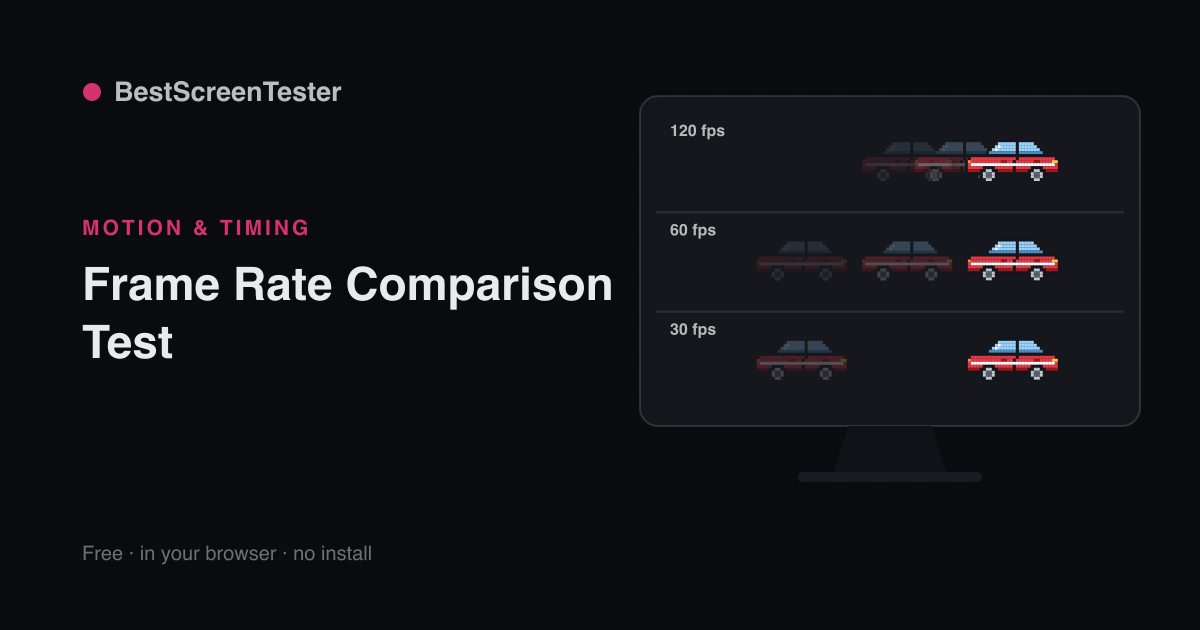 BestScreenTester
MOTION & TIMING
Frame Rate Comparison
Test
Free · in your browser · no install
120 fps
60 fps
30 fps